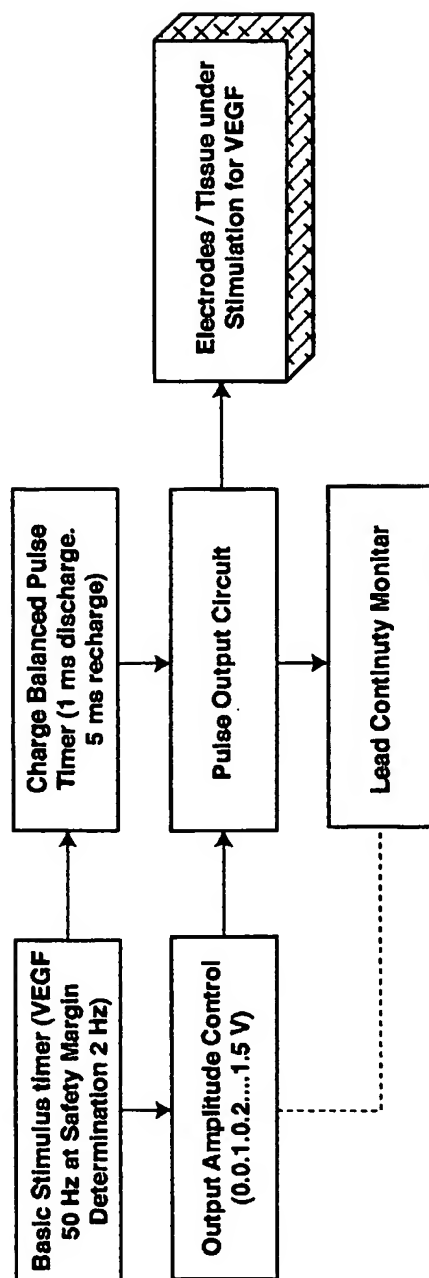 Basic Stimulus timer (VEGF
50 Hz at Safety Margin
Determination 2 Hz)
Charge Balanced Pulse
Timer (1 ms discharge.
5 ms recharge)
Output Amplitude Control
(0.0.1.0.2....1.5 V)
Pulse Output Circuit
Electrodes / Tissue under
Stimulation for VEGF
Lead Continuty Monitar